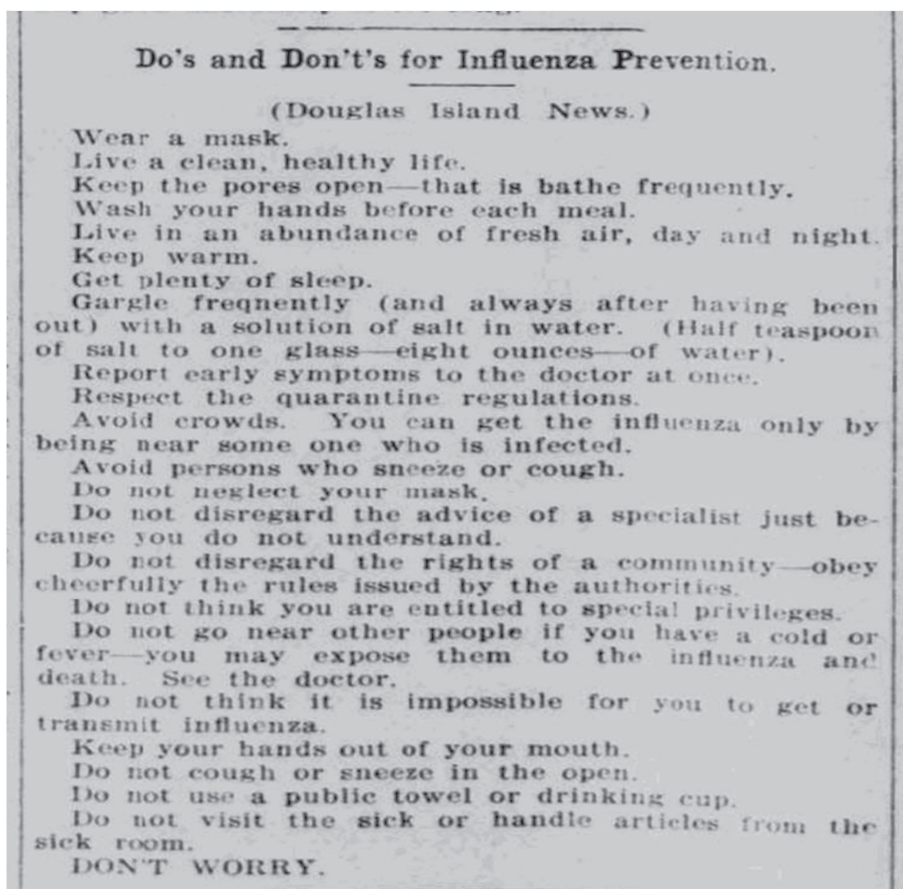 Do's and Don't's for Influenza Prevention.
(Douglas Island News.)
Wear a mask.
Live a clean, healthy life.
Keep the pores open—that is bathe frequently.
Wash your hands before each meal.
Live in an abundance of fresh air, day and night.
Keep warm.
Get plenty of sleep.
Gargle freqnently (and always after having been
out) with a solution of salt in water. (Half teaspoon
of salt to one glass—eight ounces—of water).
Report early symptoms to the doctor at once.
Respect the quarantine regulations.
Avoid crowds. You can get the influenza only by
being near some one who is infected.
Avoid persons who sneeze or cough.
Do not neglect your mask.
Do not disregard the advice of a specialist just be-
cause you do not understand.
Do not disregard the rights of a community—obey
cheerfully the rules issued by the authorities.
Do not think you are entitled to special privileges.
Do not go near other people if you have a cold or
fever—you may expose them to the influenza and
death. See the doctor.
Do not think it is impossible for you to get or
transmit influenza.
Keep your hands out of your mouth.
Do not cough or sneeze in the open.
Do not use a public towel or drinking cup.
Do not visit the sick or handle articles from the
sick room.
DON'T WORRY.